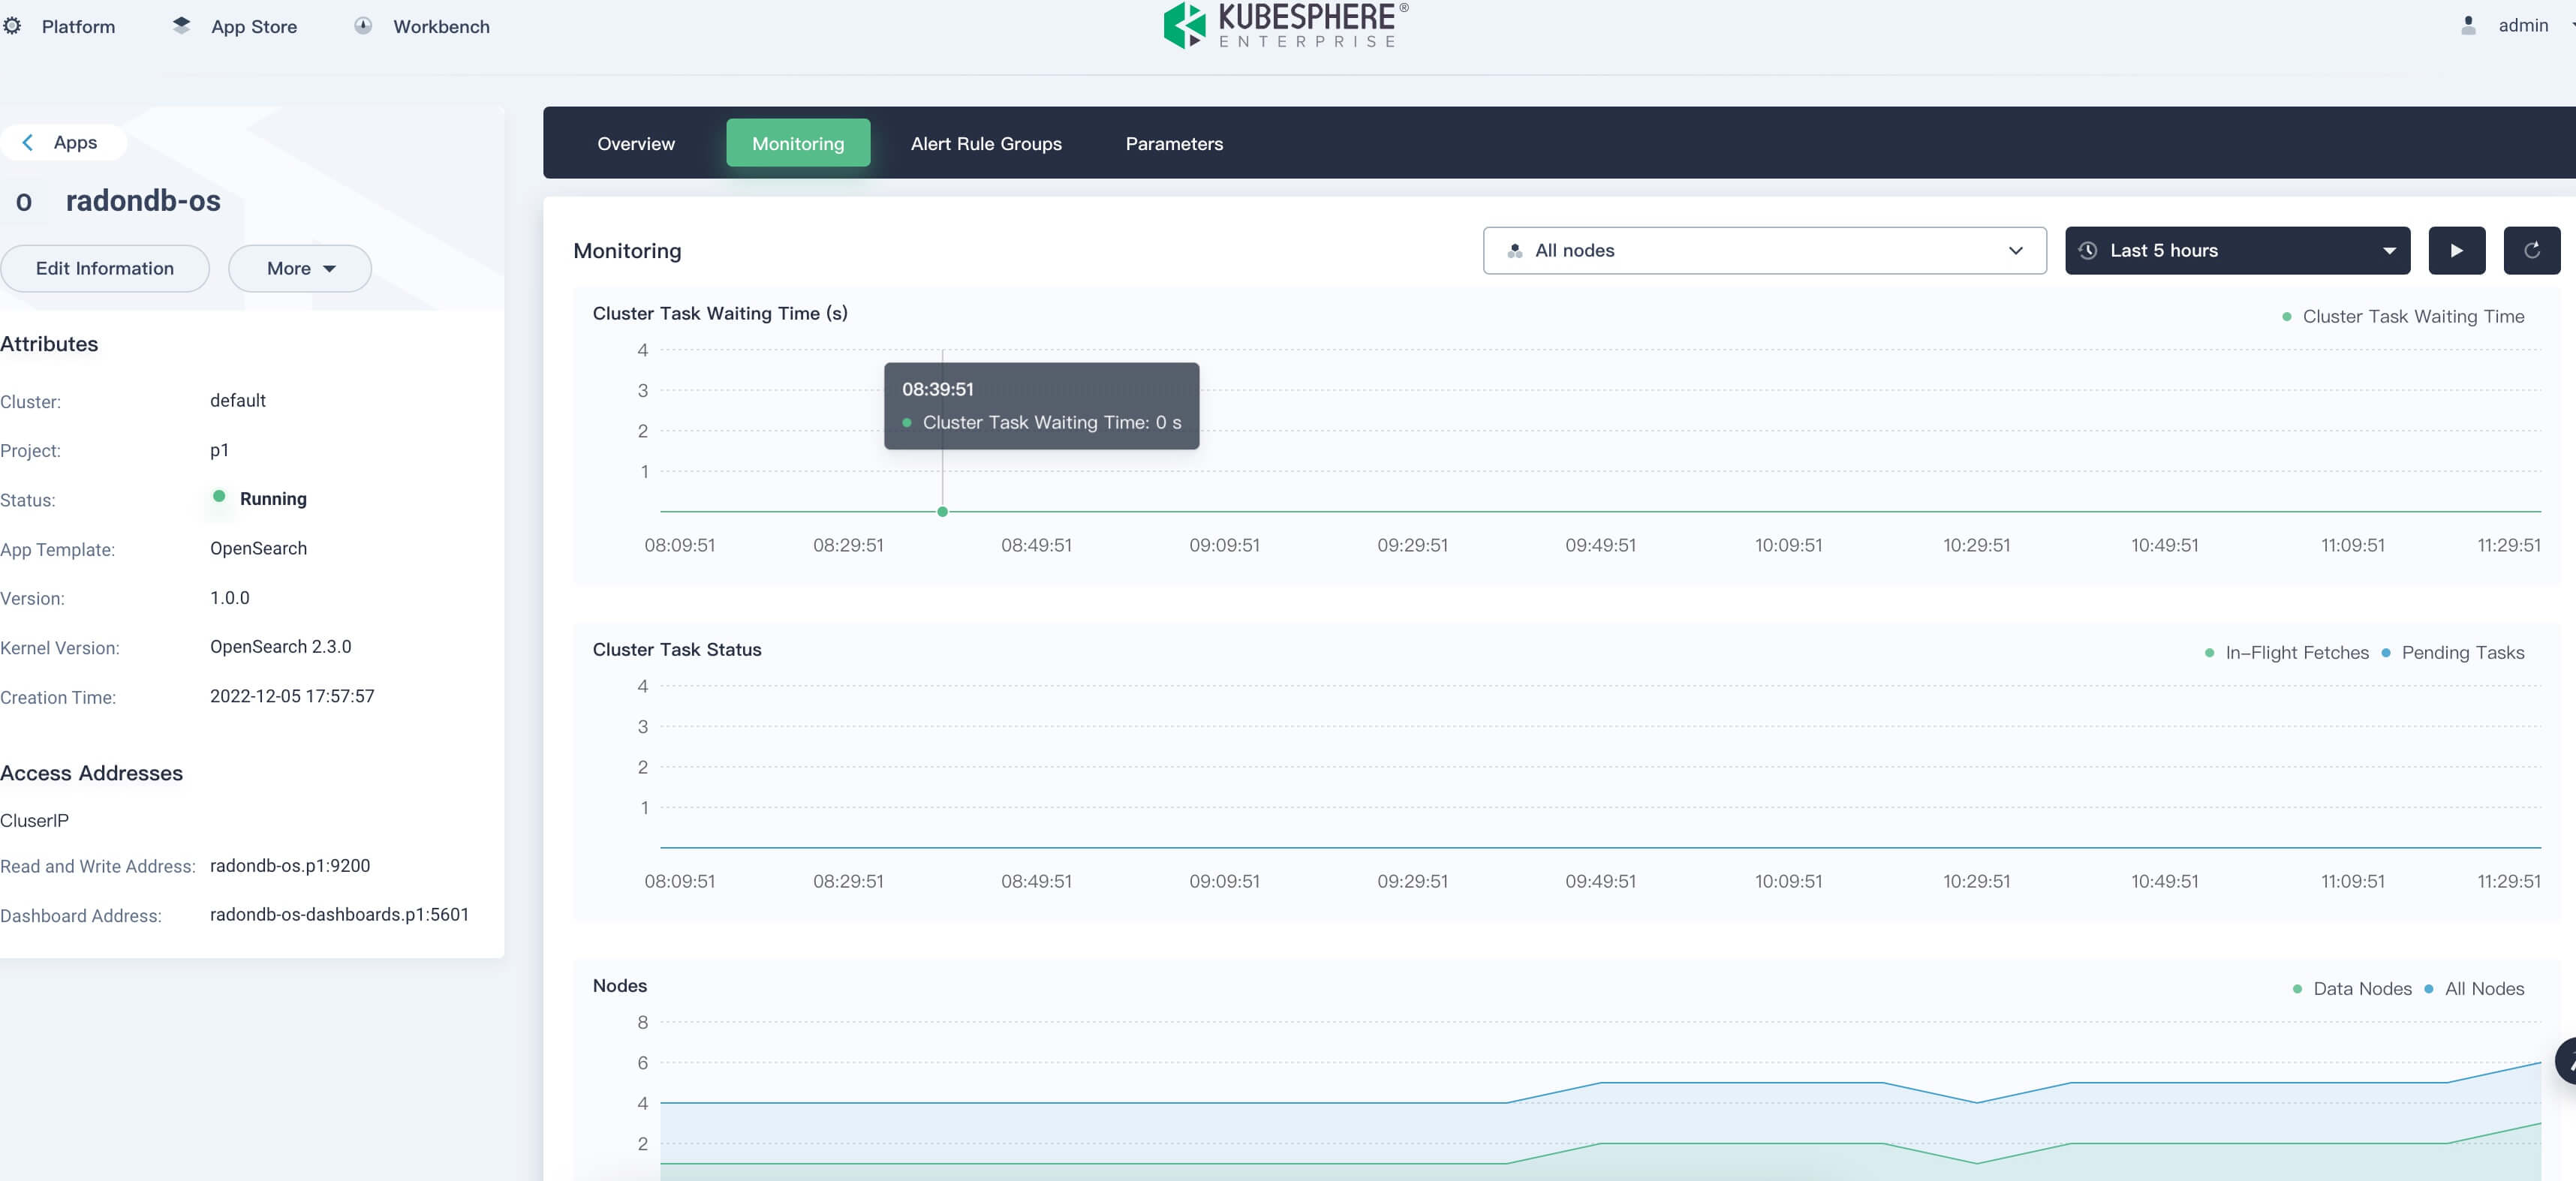 Platform
App Store
Workbench
KUBESPHERE®
ENTERPRISE
admin
Apps
O radondb-os
Edit Information
More
Attributes
Cluster: default
Project: p1
Status: Running
App Template: OpenSearch
Version: 1.0.0
Kernel Version: OpenSearch 2.3.0
Creation Time: 2022-12-05 17:57:57
Access Addresses
CluserIP
Read and Write Address: radondb-os.p1:9200
Dashboard Address: radondb-os-dashboards.p1:5601
Overview
Monitoring
Alert Rule Groups
Parameters
Monitoring
All nodes
Last 5 hours
Cluster Task Waiting Time (s)
Cluster Task Waiting Time
4
3
2
1
08:39:51
Cluster Task Waiting Time: 0 s
08:09:51 08:29:51 08:49:51 09:09:51 09:29:51 09:49:51 10:09:51 10:29:51 10:49:51 11:09:51 11:29:51
Cluster Task Status
In-Flight Fetches Pending Tasks
4
3
2
1
08:09:51 08:29:51 08:49:51 09:09:51 09:29:51 09:49:51 10:09:51 10:29:51 10:49:51 11:09:51 11:29:51
Nodes
Data Nodes All Nodes
8
6
4
2